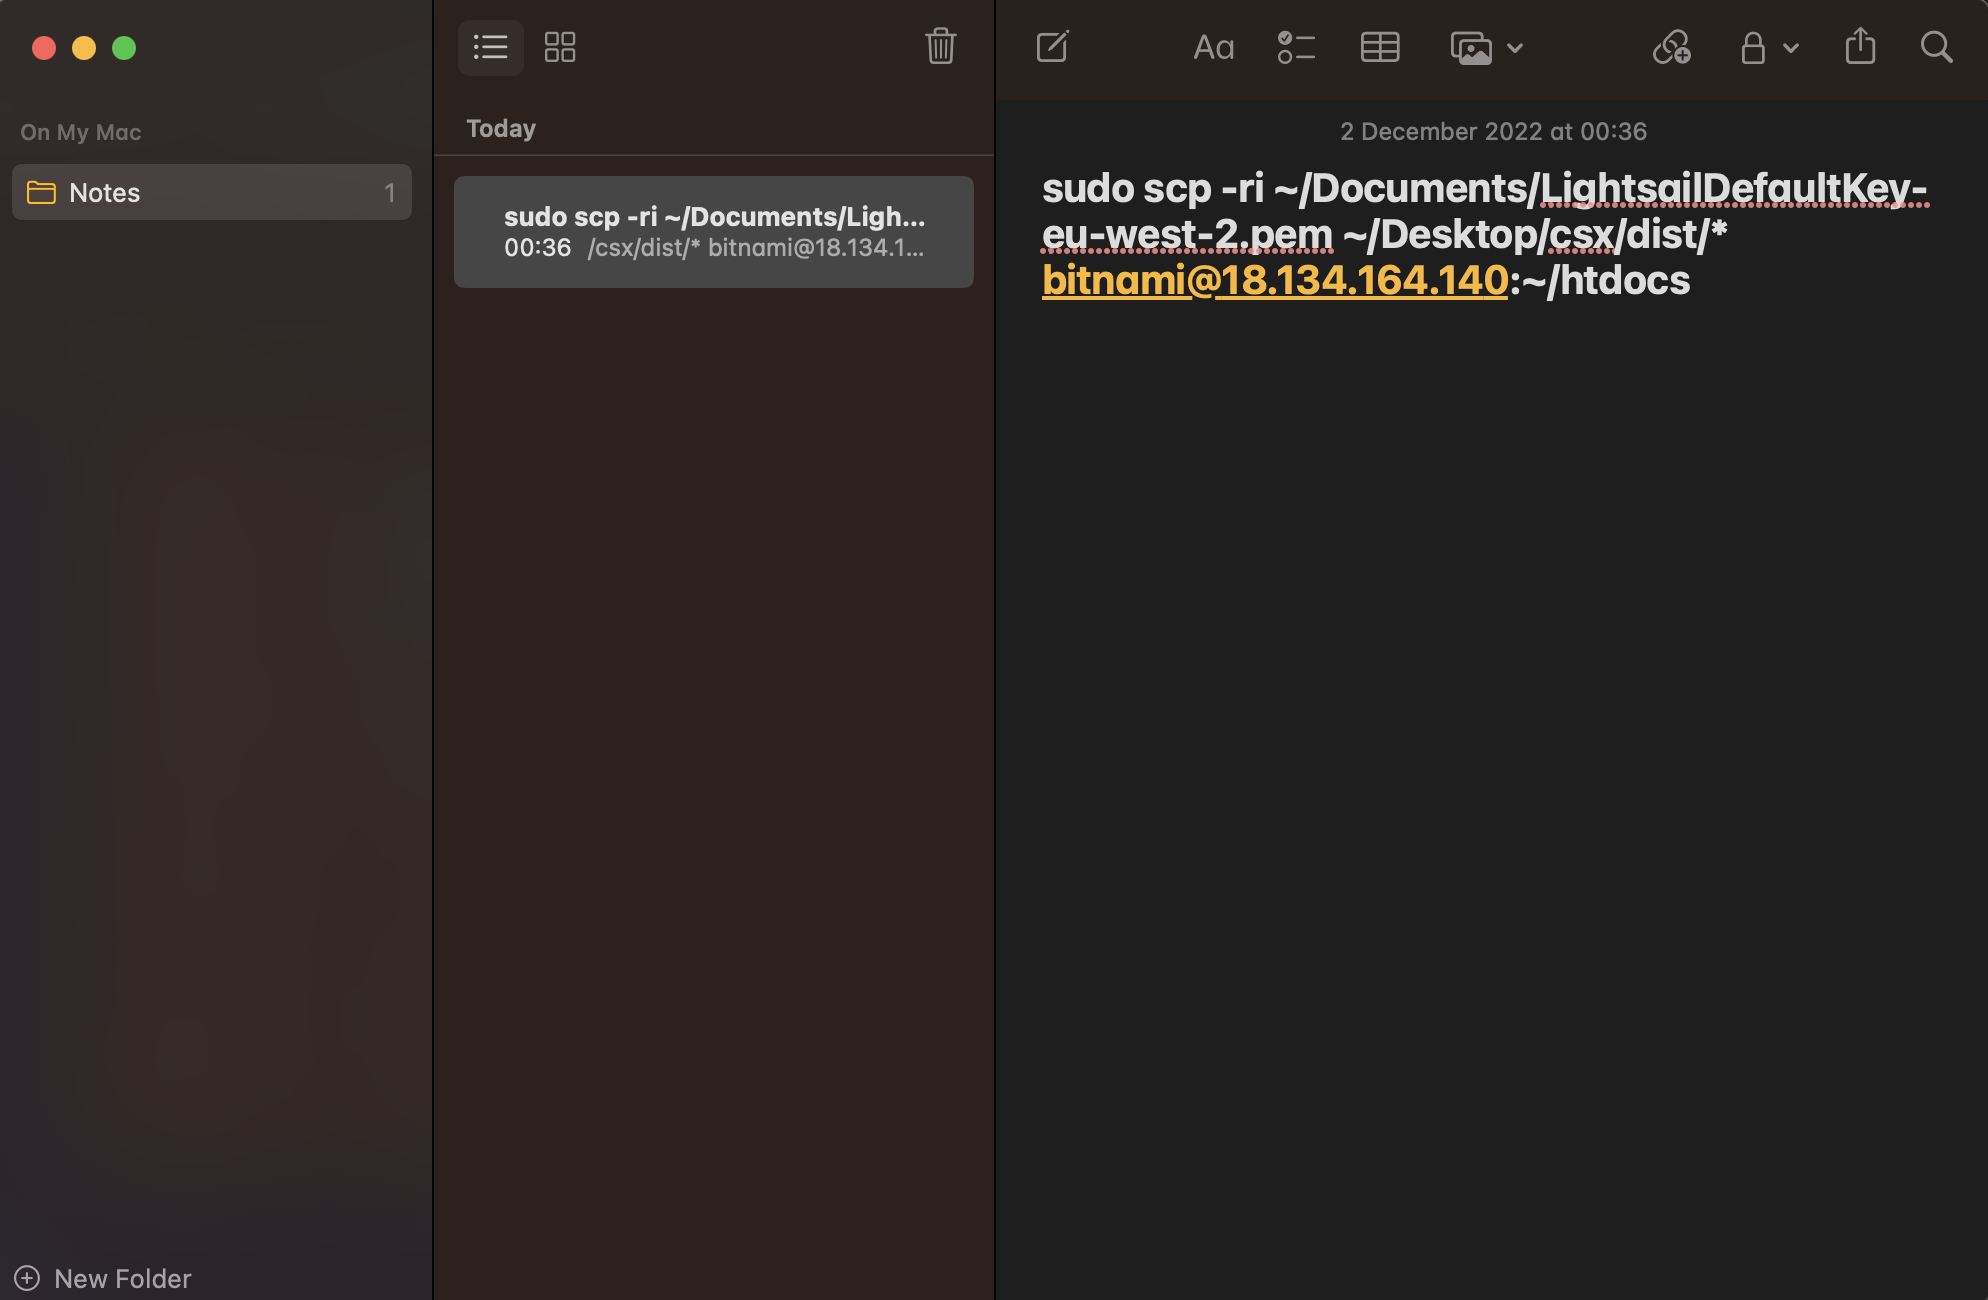 On My Mac
Notes 1
New Folder
Today
sudo scp -ri ~/Documents/Ligh...
00:36 /csx/dist/* bitnami@18.134.1...
Aa
2 December 2022 at 00:36
sudo scp -ri ~/Documents/LightsailDefaultKey-
eu-west-2.pem ~/Desktop/csx/dist/*
bitnami@18.134.164.140:~/htdocs